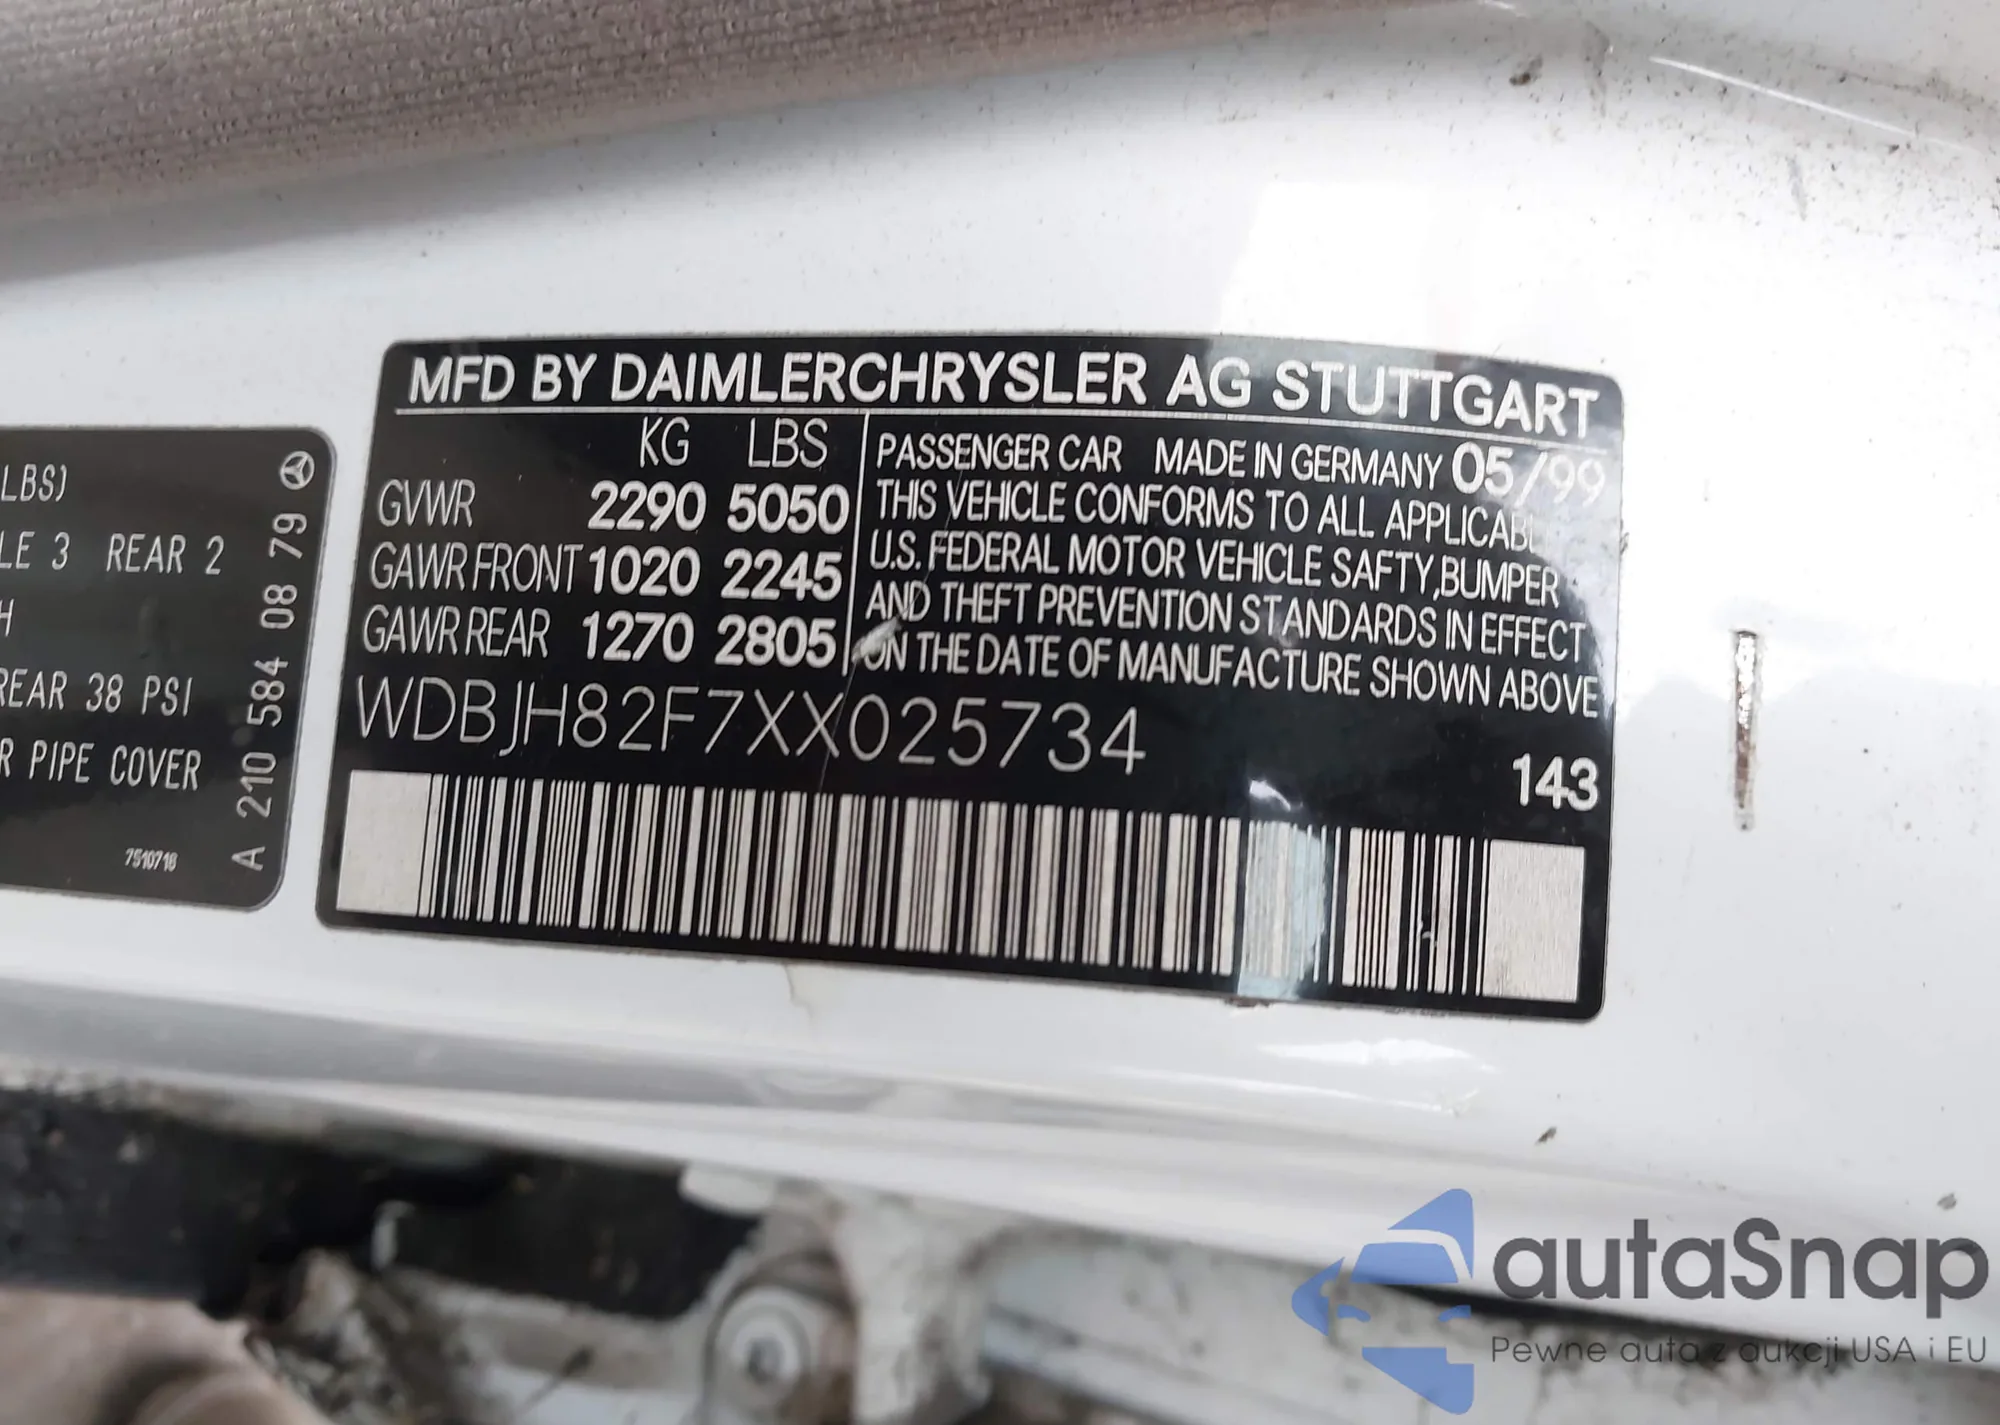 MFD BY DAIMLERCHRYSLER AG STUTTGART
KG LBS
GVWR 2290 5050
GAWR FRONT 1020 2245
GAWR REAR 1270 2805
PASSENGER CAR MADE IN GERMANY 05/99
THIS VEHICLE CONFORMS TO ALL APPLICABL
U.S. FEDERAL MOTOR VEHICLE SAFTY,BUMPER
AND THEFT PREVENTION STANDARDS IN EFFECT
ON THE DATE OF MANUFACTURE SHOWN ABOVE
WDBJH82F7XX025734
143
LBS)
LE 3 REAR 2
H
REAR 38 PSI
R PIPE COVER
7510718
A 210 584 08 79
autaSnap
Pewne auta z aukcji USA i EU